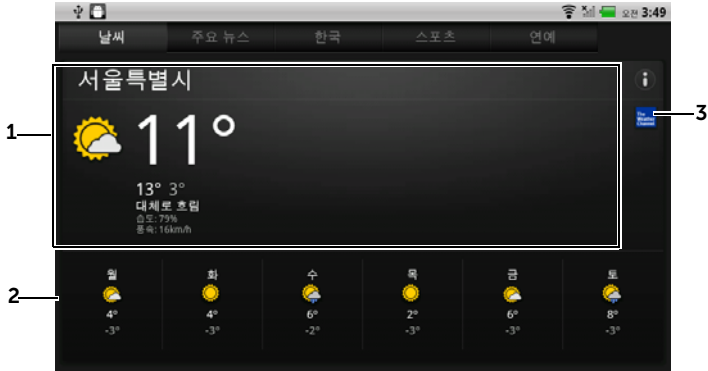 오전 3:49
날씨 주요 뉴스 한국 스포츠 연예
서울특별시
11°
13° 3°
대체로 흐림
습도: 79%
풍속: 16km/h
1
2
3
The Weather Channel
월 화 수 목 금 토
4° 4° 6° 2° 6° 8°
-3° -3° -2° -3° -3° -3°